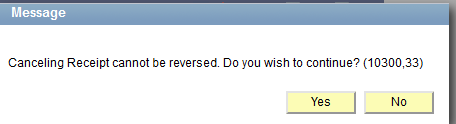 Message
Canceling Receipt cannot be reversed. Do you wish to continue? (10300,33)
Yes No